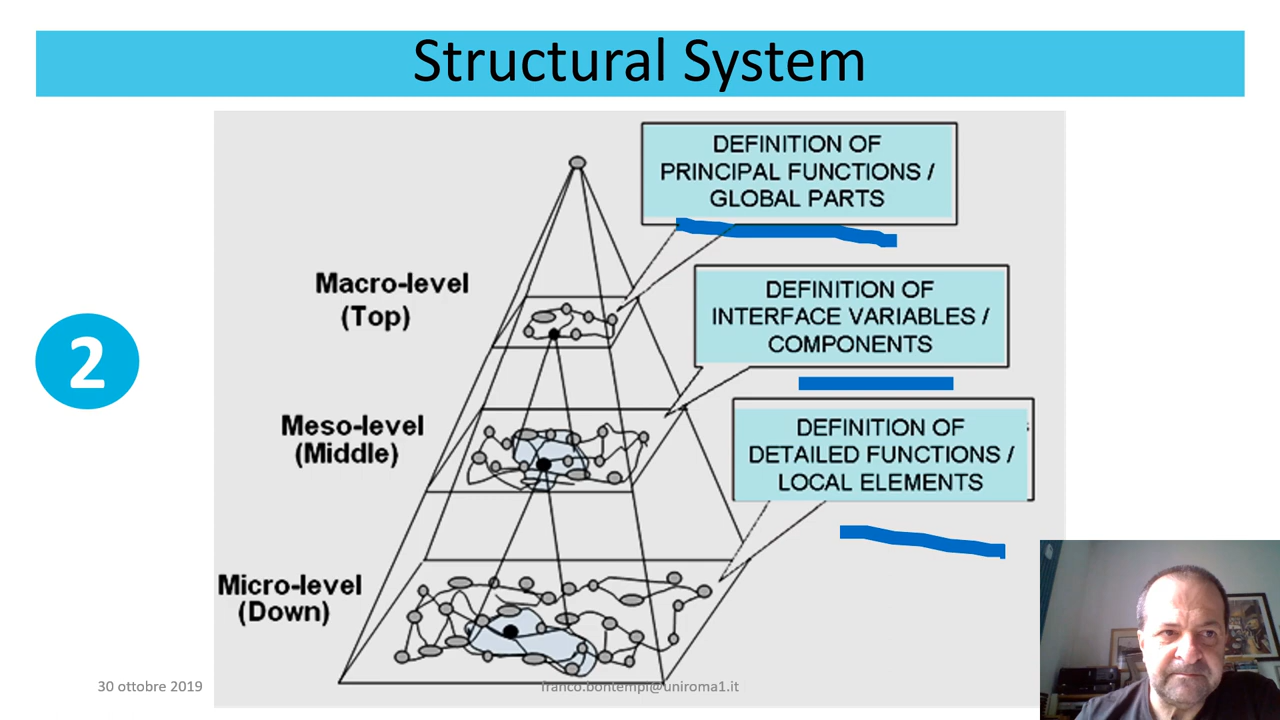 Structural System
DEFINITION OF
PRINCIPAL FUNCTIONS /
GLOBAL PARTS
Macro-level
(Top)
DEFINITION OF
INTERFACE VARIABLES /
COMPONENTS
2
Meso-level
(Middle)
DEFINITION OF
DETAILED FUNCTIONS /
LOCAL ELEMENTS
Micro-level
(Down)
30 ottobre 2019
franco.bontempi@uniroma1.it